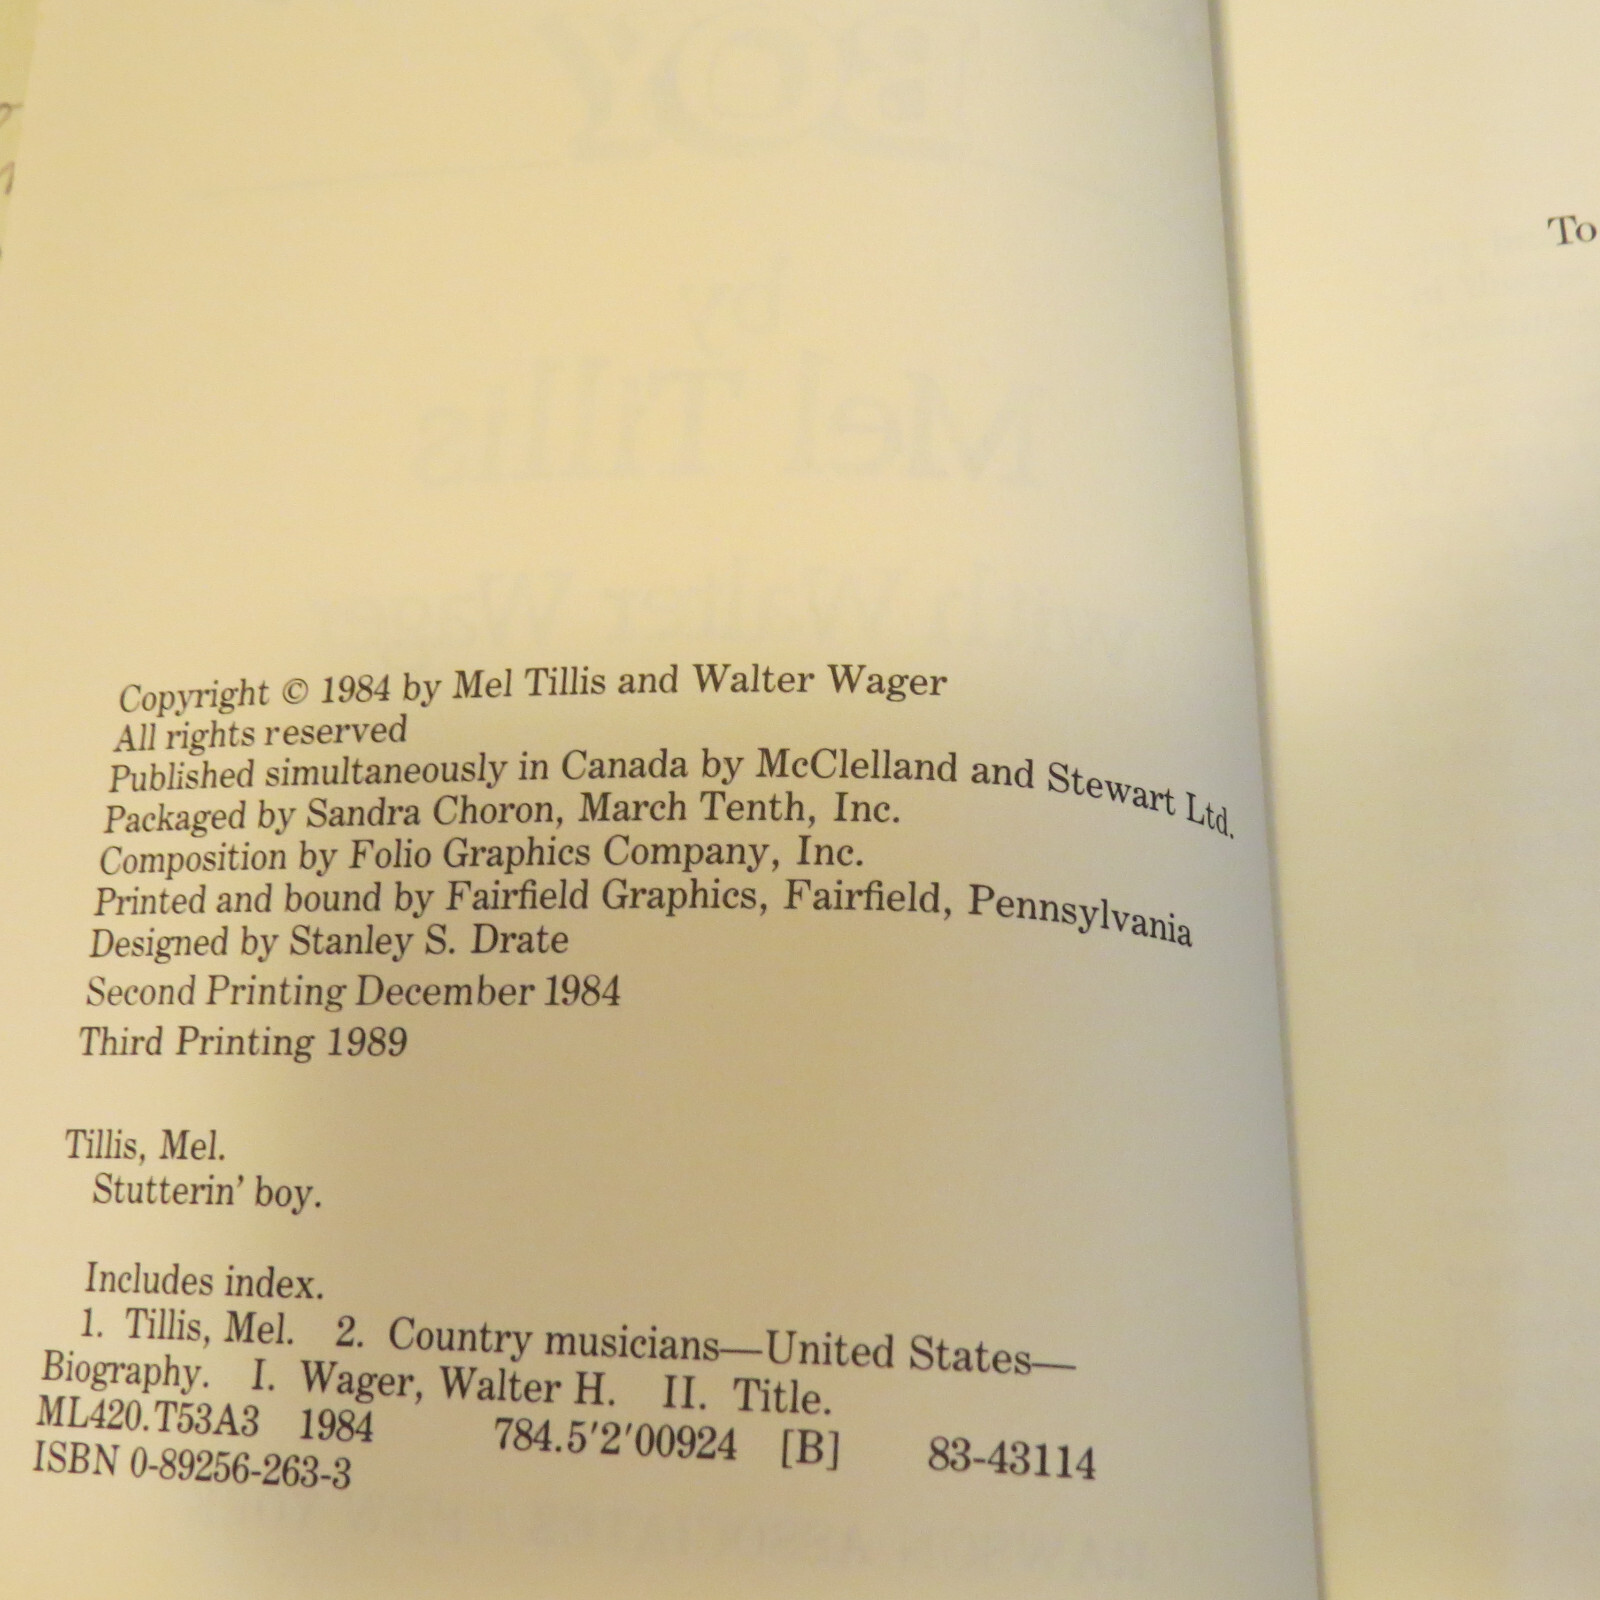 Copyright © 1984 by Mel Tillis and Walter Wager
All rights reserved
Published simultaneously in Canada by McClelland and Stewart Ltd.
Packaged by Sandra Choron, March Tenth, Inc.
Composition by Folio Graphics Company, Inc.
Printed and bound by Fairfield Graphics, Fairfield, Pennsylvania
Designed by Stanley S. Drate
Second Printing December 1984
Third Printing 1989
Tillis, Mel.
Stutterin' boy.
Includes index.
1. Tillis, Mel. 2. Country musicians—United States—
Biography. I. Wager, Walter H. II. Title.
ML420.T53A3 1984 784.5'2'00924 [B] 83-43114
ISBN 0-89256-263-3
To